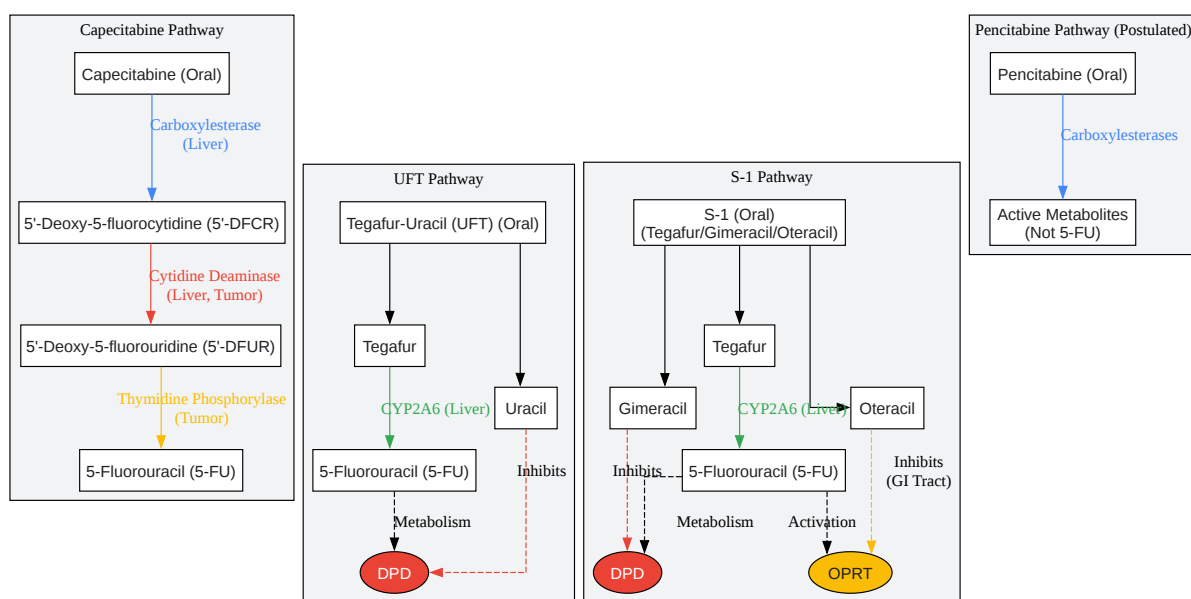 Capecitabine Pathway
Capecitabine (Oral)
Carboxylesterase
(Liver)
5'-Deoxy-5-fluorocytidine (5'-DFCR)
Cytidine Deaminase
(Liver, Tumor)
5'-Deoxy-5-fluorouridine (5'-DFUR)
Thymidine Phosphorylase
(Tumor)
5-Fluorouracil (5-FU)
UFT Pathway
Tegafur-Uracil (UFT) (Oral)
Tegafur
CYP2A6 (Liver)
Uracil
5-Fluorouracil (5-FU)
Inhibits
Metabolism
DPD
S-1 Pathway
S-1 (Oral)
(Tegafur/Gimeracil/Oteracil)
Tegafur
Gimeracil
CYP2A6 (Liver)
Oteracil
Inhibits
5-Fluorouracil (5-FU)
Inhibits
(GI Tract)
Metabolism
Activation
DPD
OPRT
Pencitabine Pathway (Postulated)
Pencitabine (Oral)
Carboxylesterases
Active Metabolites
(Not 5-FU)